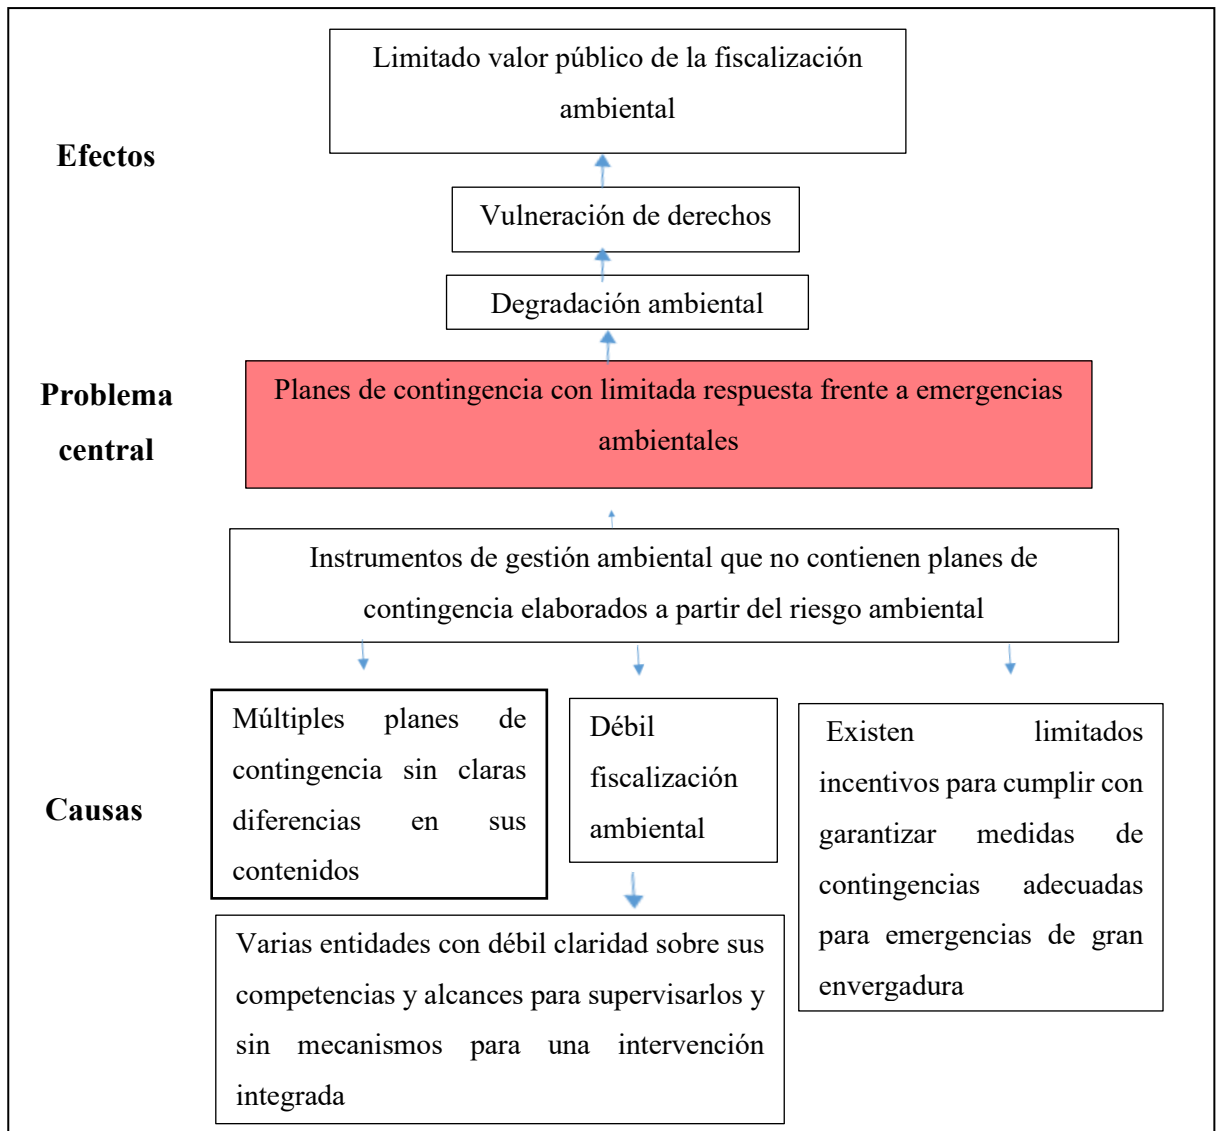 Limitado valor público de la fiscalización
ambiental
Efectos
Vulneración de derechos
Degradación ambiental
Problema
central
Planes de contingencia con limitada respuesta frente a emergencias
ambientales
Instrumentos de gestión ambiental que no contienen planes de
contingencia elaborados a partir del riesgo ambiental
Causas
Múltiples planes de
contingencia sin claras
diferencias en sus
contenidos
Débil
fiscalización
ambiental
Existen limitados
incentivos para cumplir con
garantizar medidas de
contingencias adecuadas
para emergencias de gran
envergadura
Varias entidades con débil claridad sobre sus
competencias y alcances para supervisarlos y
sin mecanismos para una intervención
integrada